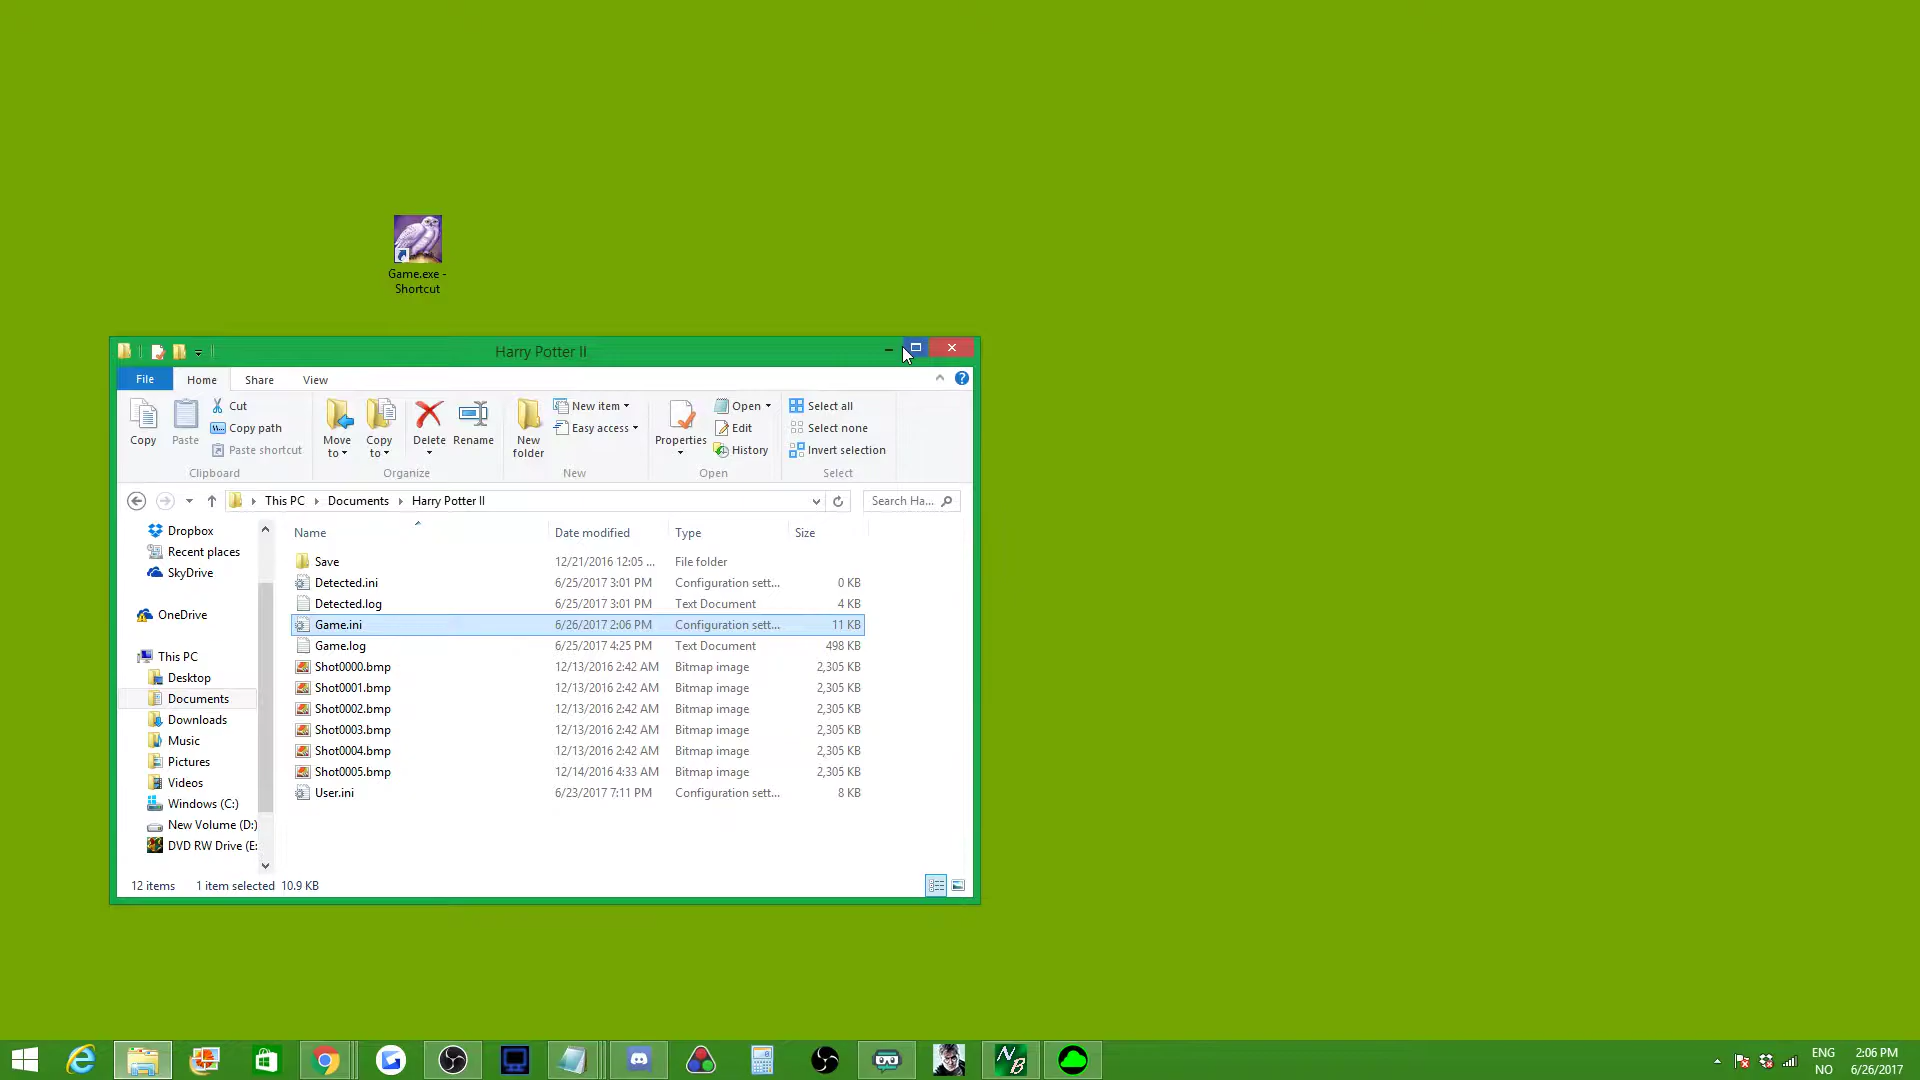 Game.exe -
Shortcut
Harry Potter II
File
Home
Share
View
Copy
Paste
Cut
Copy path
Paste shortcut
Clipboard
Move
to
Copy
to
Delete
Rename
Organize
New
folder
New item
Easy access
New
Properties
Open
Edit
History
Open
Select all
Select none
Invert selection
Select
This PC
Documents
Harry Potter II
Search Ha...
Dropbox
Recent places
SkyDrive
OneDrive
This PC
Desktop
Documents
Downloads
Music
Pictures
Videos
Windows (C:)
New Volume (D:)
DVD RW Drive (E:
Name Date modified Type Size
Save 12/21/2016 12:05 ... File folder
Detected.ini 6/25/2017 3:01 PM Configuration sett... 0 KB
Detected.log 6/25/2017 3:01 PM Text Document 4 KB
Game.ini 6/26/2017 2:06 PM Configuration sett... 11 KB
Game.log 6/25/2017 4:25 PM Text Document 498 KB
Shot0000.bmp 12/13/2016 2:42 AM Bitmap image 2,305 KB
Shot0001.bmp 12/13/2016 2:42 AM Bitmap image 2,305 KB
Shot0002.bmp 12/13/2016 2:42 AM Bitmap image 2,305 KB
Shot0003.bmp 12/13/2016 2:42 AM Bitmap image 2,305 KB
Shot0004.bmp 12/13/2016 2:42 AM Bitmap image 2,305 KB
Shot0005.bmp 12/14/2016 4:33 AM Bitmap image 2,305 KB
User.ini 6/23/2017 7:11 PM Configuration sett... 8 KB
12 items 1 item selected 10.9 KB
NB
ENG
NO
2:06 PM
6/26/2017